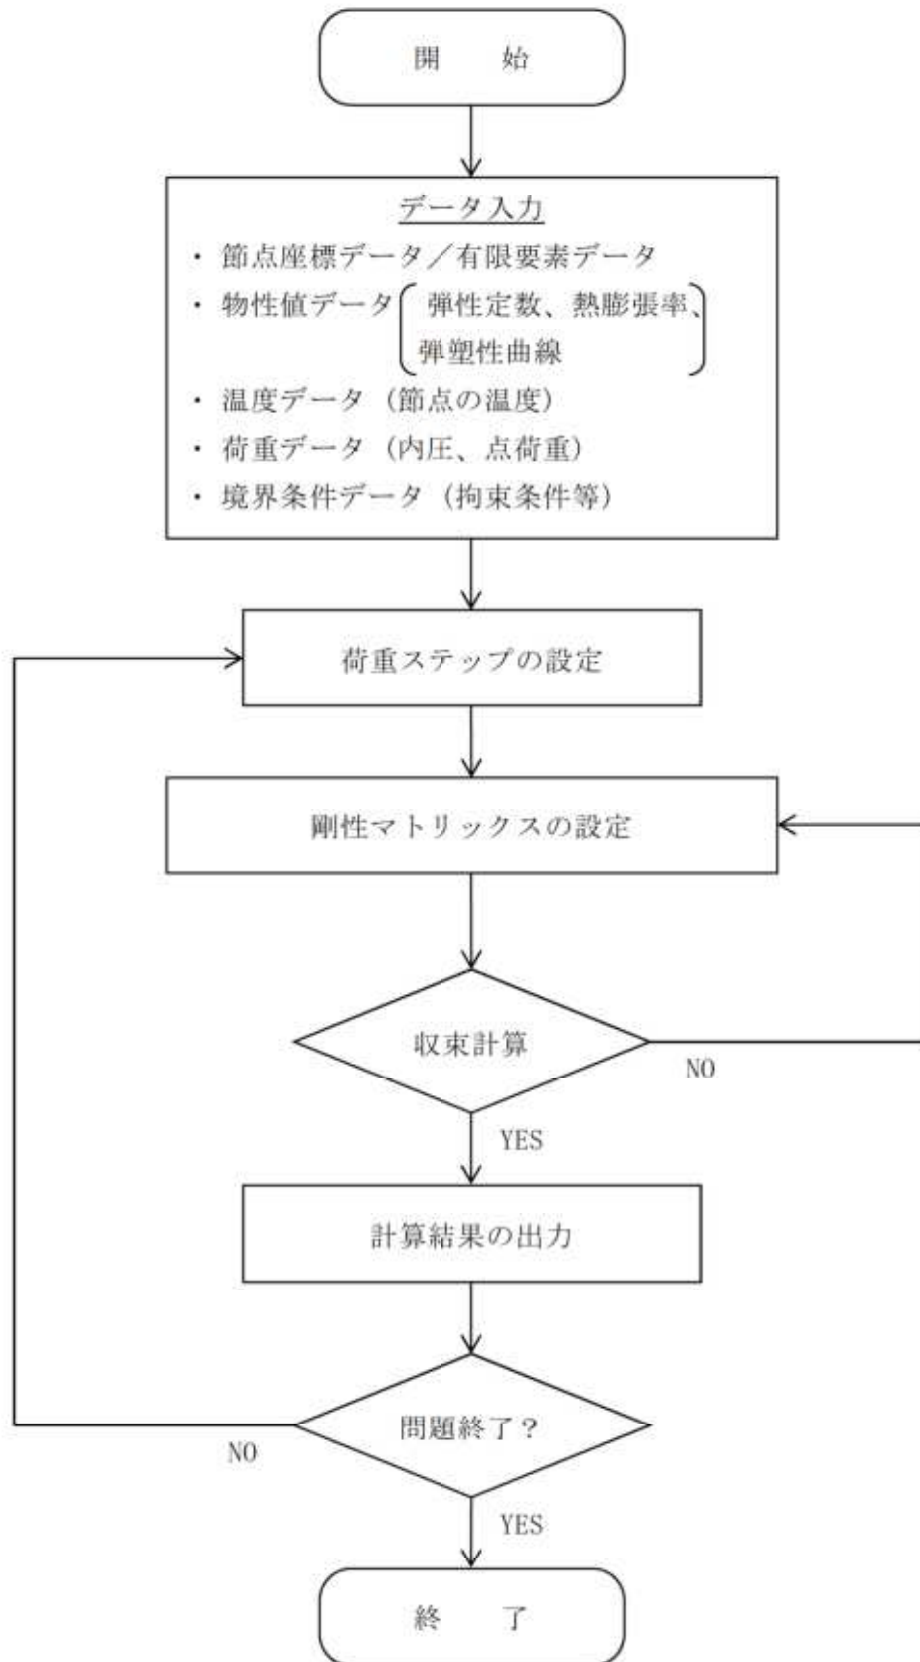 開　始
データ入力
・ 節点座標データ／有限要素データ
・ 物性値データ 弾性定数、熱膨張率、
弾塑性曲線
・ 温度データ（節点の温度）
・ 荷重データ（内圧、点荷重）
・ 境界条件データ（拘束条件等）
荷重ステップの設定
剛性マトリックスの設定
収束計算
NO
YES
計算結果の出力
問題終了？
NO
YES
終　了